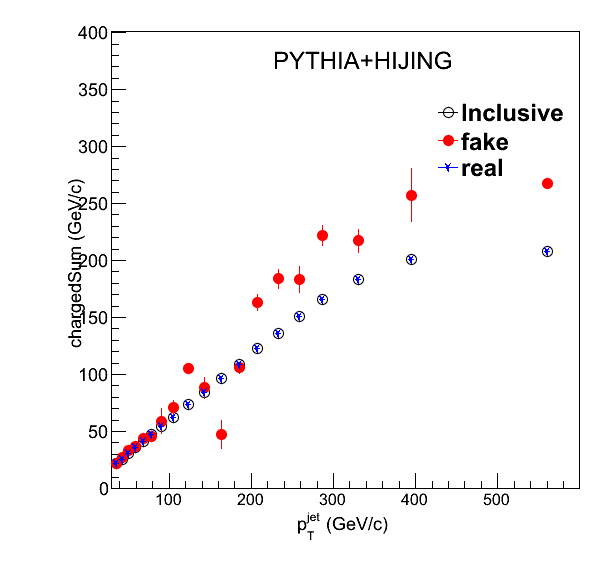 PYTHIA+HIJING
Inclusive
fake
real
chargedSum (GeV/c)
400
350
300
250
200
150
100
50
0
100 200 300 400 500
p_T^jet (GeV/c)